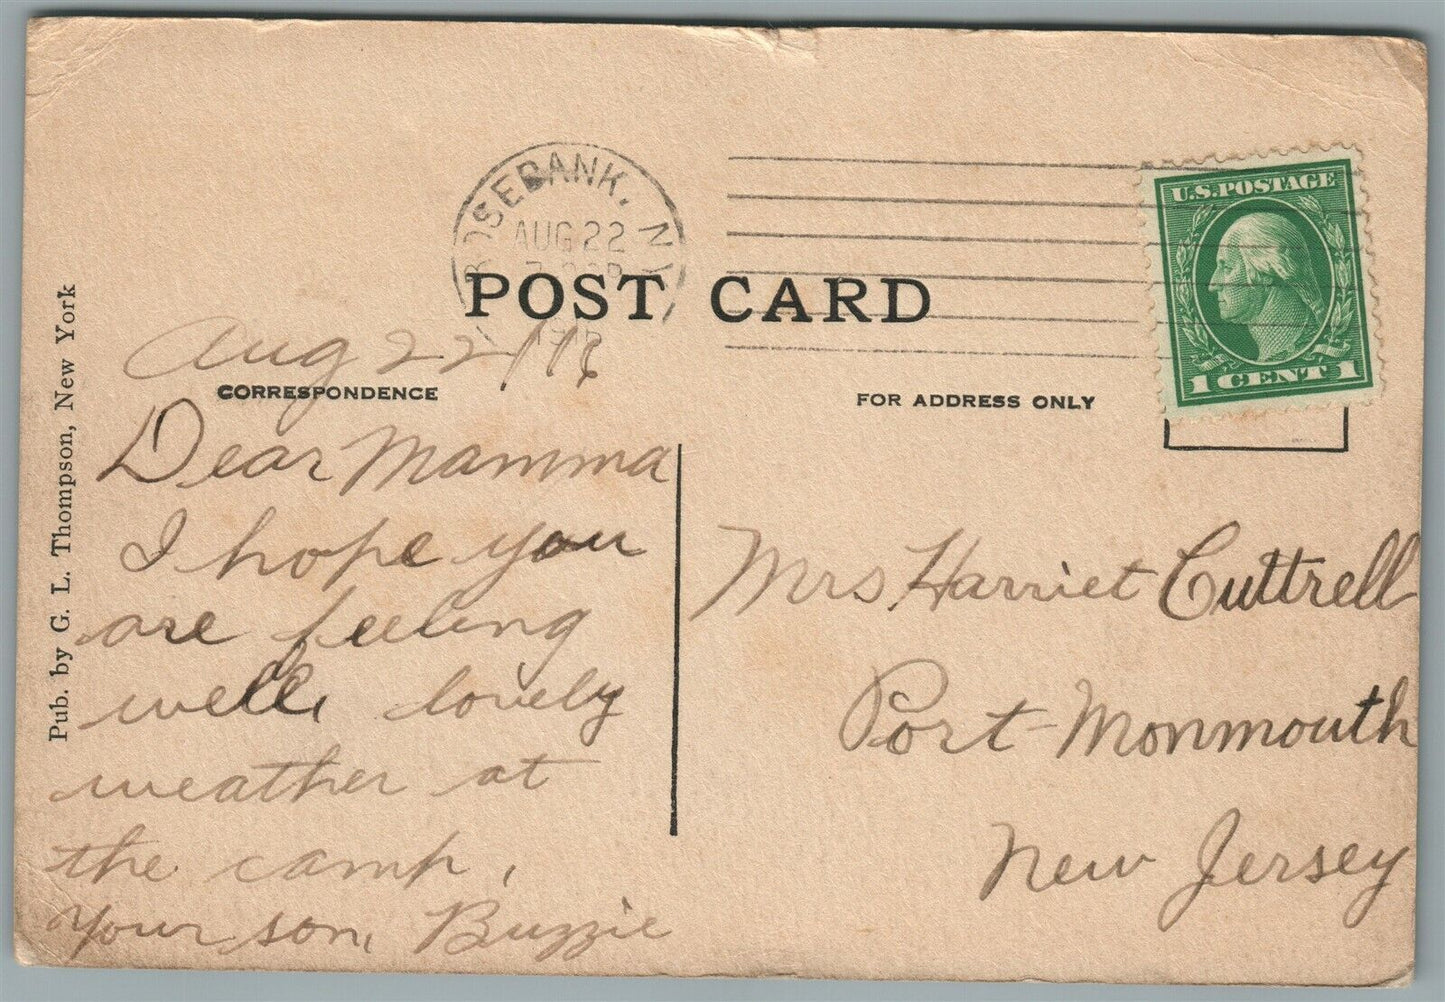 ROSEBANK, N.Y.
AUG 22
U.S. POSTAGE
1 CENT 1
POST CARD
CORRESPONDENCE
FOR ADDRESS ONLY
Pub. by G. L. Thompson, New York
Aug 22/16
Dear Mamma
I hope you
are feeling
well, lovely
weather at
the camp,
your son, Buzzie
Mrs Harriet Cuttrell
Port-Monmouth
New Jersey